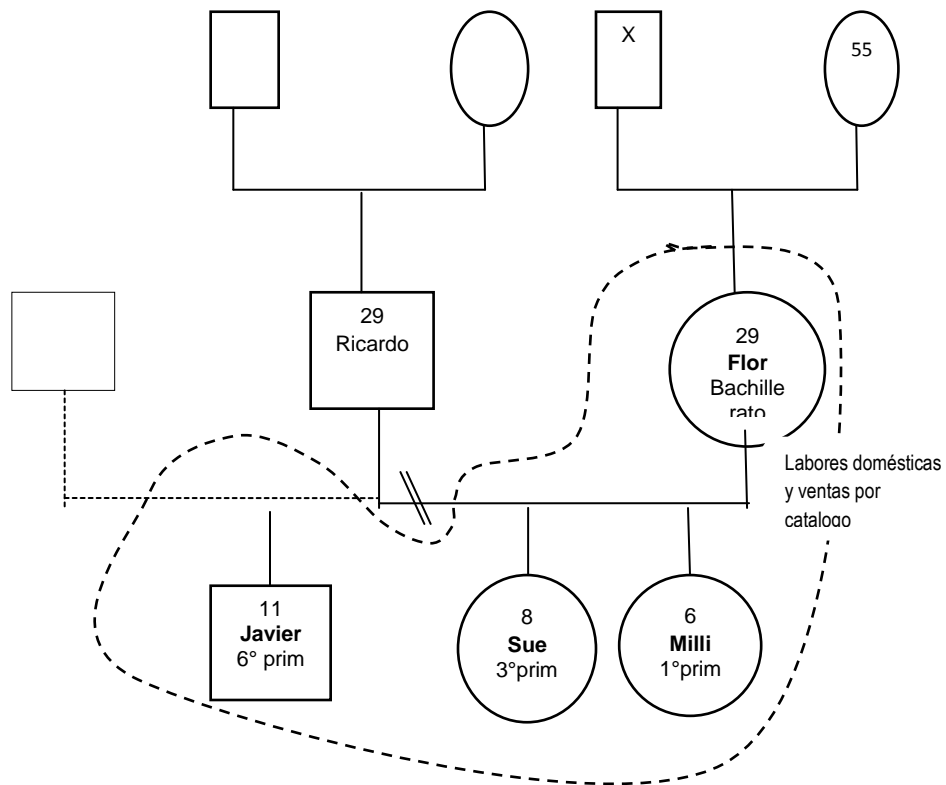 X
55
29
Ricardo
29
Flor
Bachille
rato
Labores domésticas
y ventas por
catalogo
11
Javier
6° prim
8
Sue
3°prim
6
Milli
1°prim